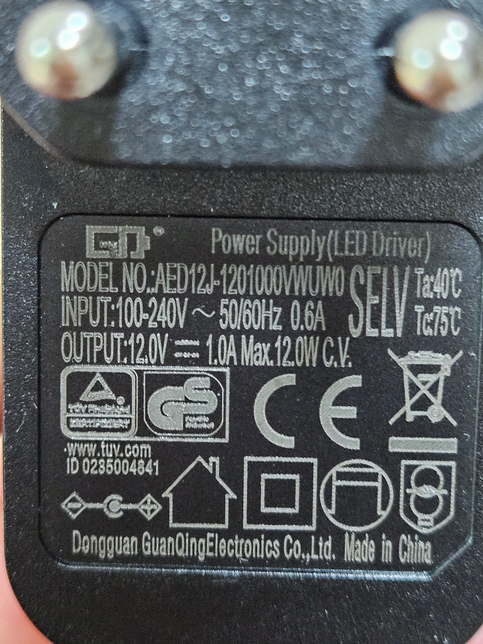 Power Supply(LED Driver)
MODEL NO.:AED12J-1201000VWUW0
INPUT:100-240V ~ 50/60Hz 0.6A
OUTPUT:12.0V ⎓ 1.0A Max.12.0W C.V.
SELV
Ta:40℃
Tc:75℃
TÜV Rheinland
GS
CE
www.tuv.com
ID 0235004641
Dongguan GuanQingElectronics Co.,Ltd. Made in China